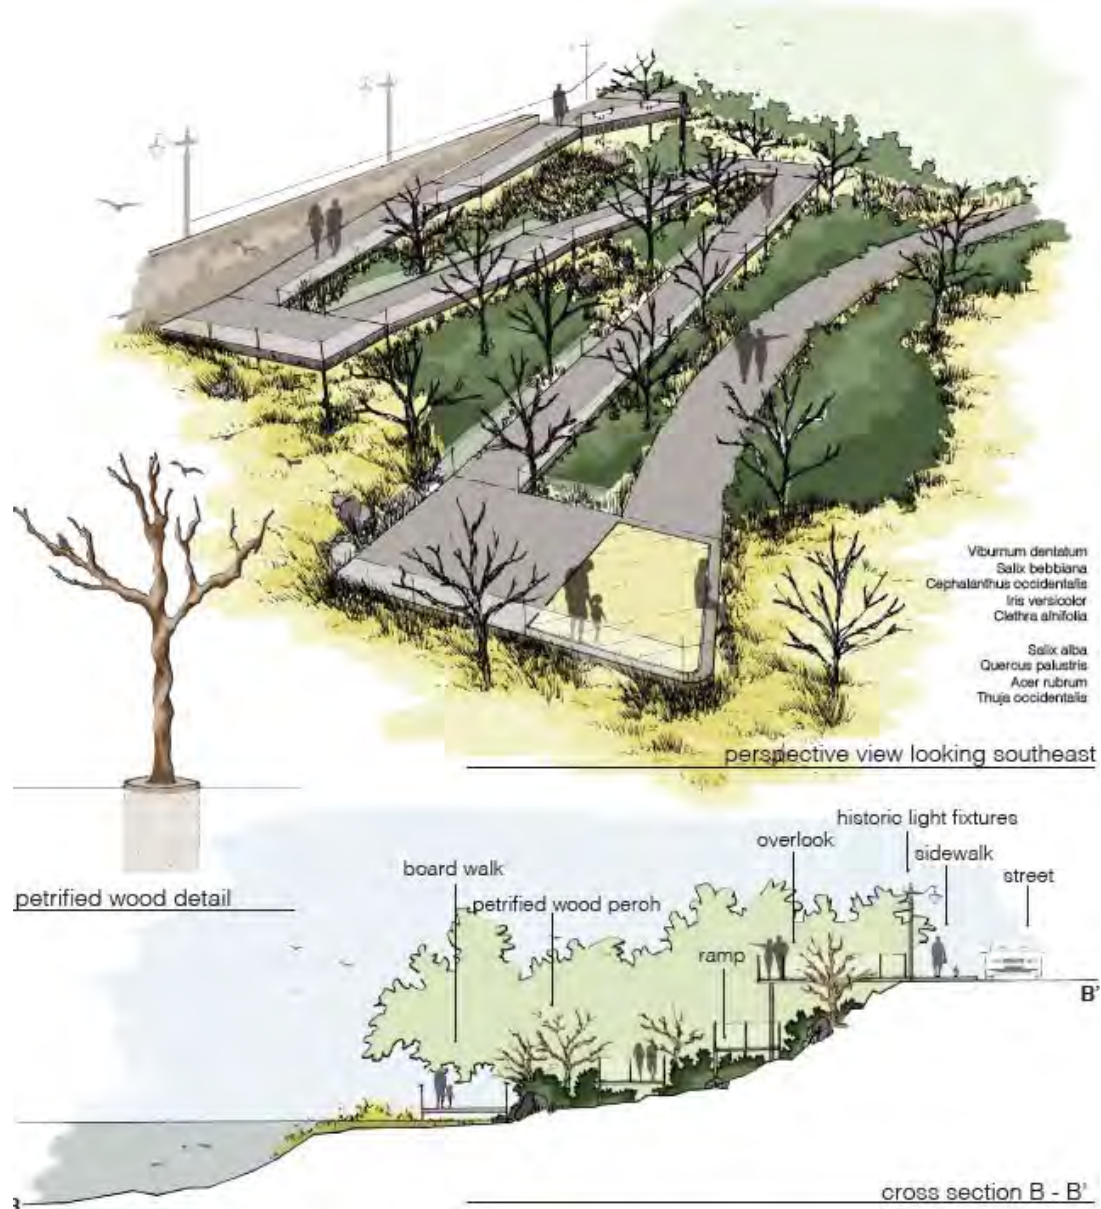 Viburnum dentatum
Salix bebbiana
Cephalanthus occidentalis
Iris versicolor
Clethra alnifolia
Salix alba
Quercus palustris
Acer rubrum
Thuja occidentalis
perspective view looking southeast
petrified wood detail
historic light fixtures
overlook
sidewalk
street
board walk
petrified wood peroh
ramp
B'
B
cross section B - B'